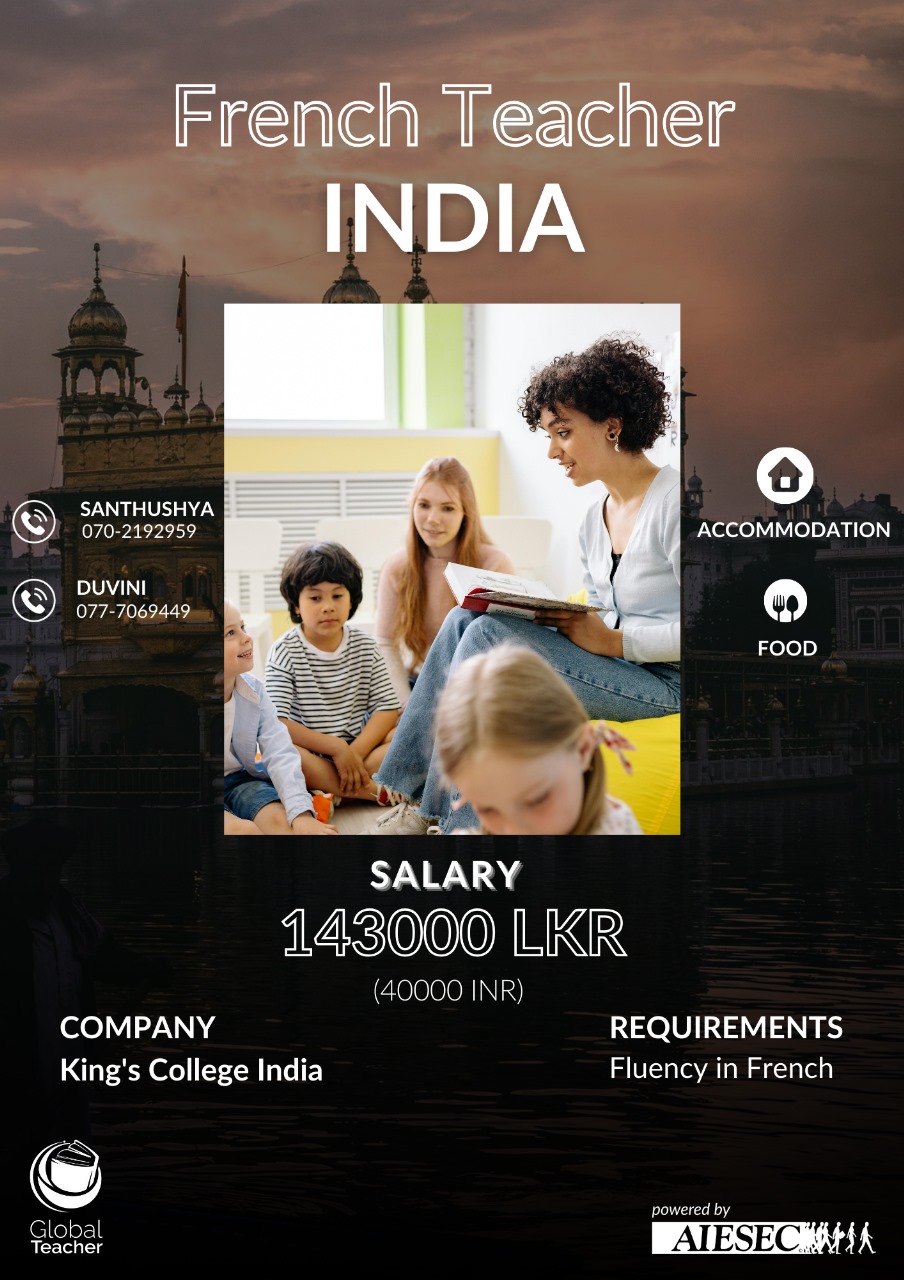 French Teacher
INDIA
SANTHUSHYA
070-2192959
DUVINI
077-7069449
ACCOMMODATION
FOOD
SALARY
143000 LKR
(40000 INR)
COMPANY
King's College India
REQUIREMENTS
Fluency in French
Global
Teacher
powered by
AIESEC